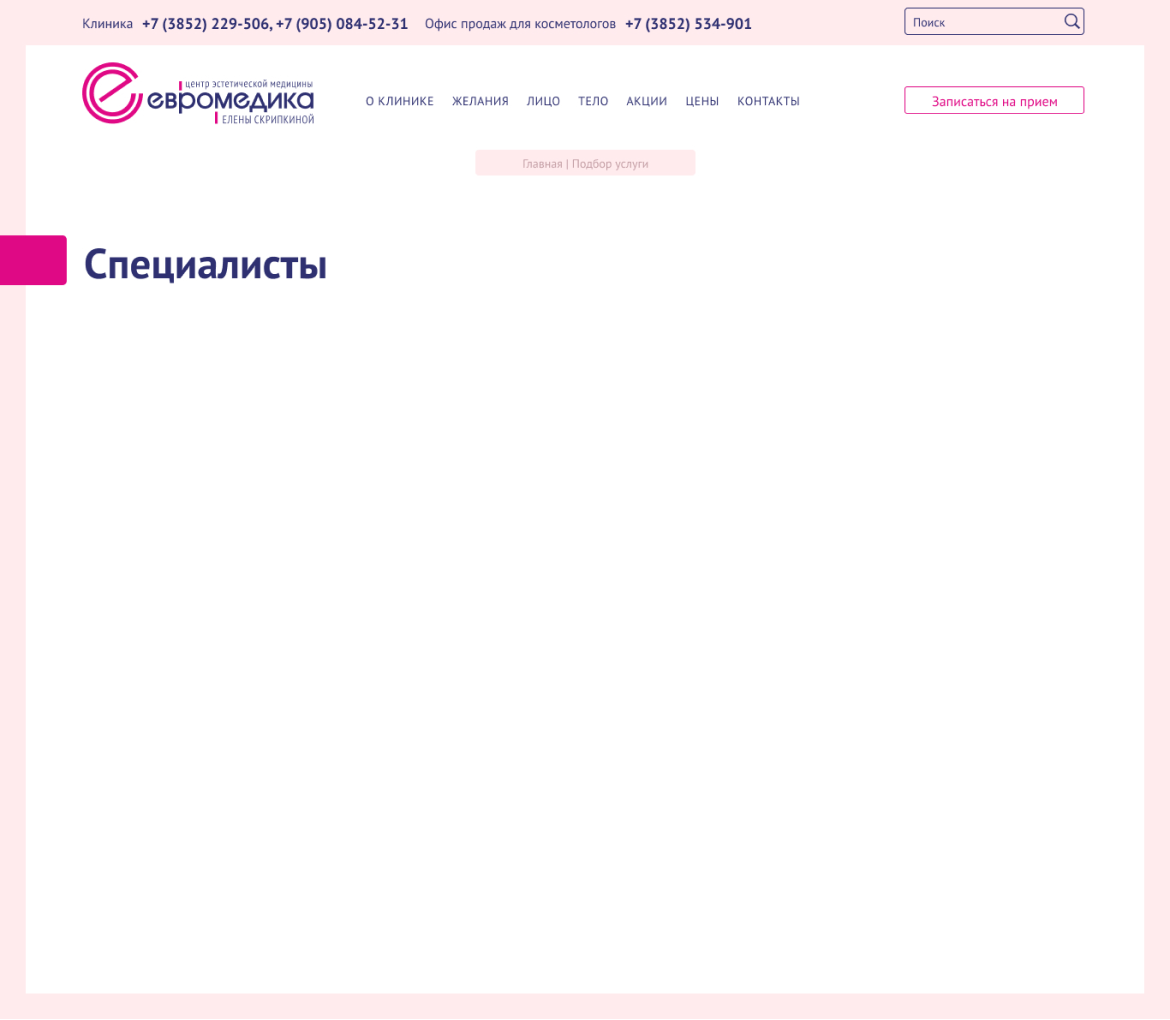 Клиника +7 (3852) 229-506, +7 (905) 084-52-31 Офис продаж для косметологов +7 (3852) 534-901 Поиск
центр эстетической медицины
евромедика
ЕЛЕНЫ СКРИПКИНОЙ
О КЛИНИКЕ ЖЕЛАНИЯ ЛИЦО ТЕЛО АКЦИИ ЦЕНЫ КОНТАКТЫ Записаться на прием
Главная | Подбор услуги
Специалисты